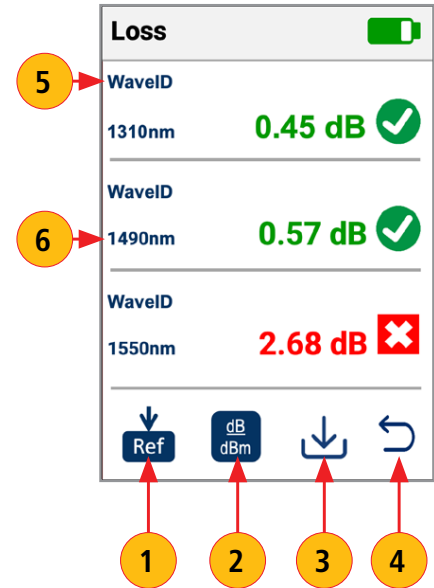 Loss
5
WaveID
1310nm
0.45 dB
WaveID
6
1490nm
0.57 dB
WaveID
1550nm
2.68 dB
Ref
dB
dBm
1
2
3
4